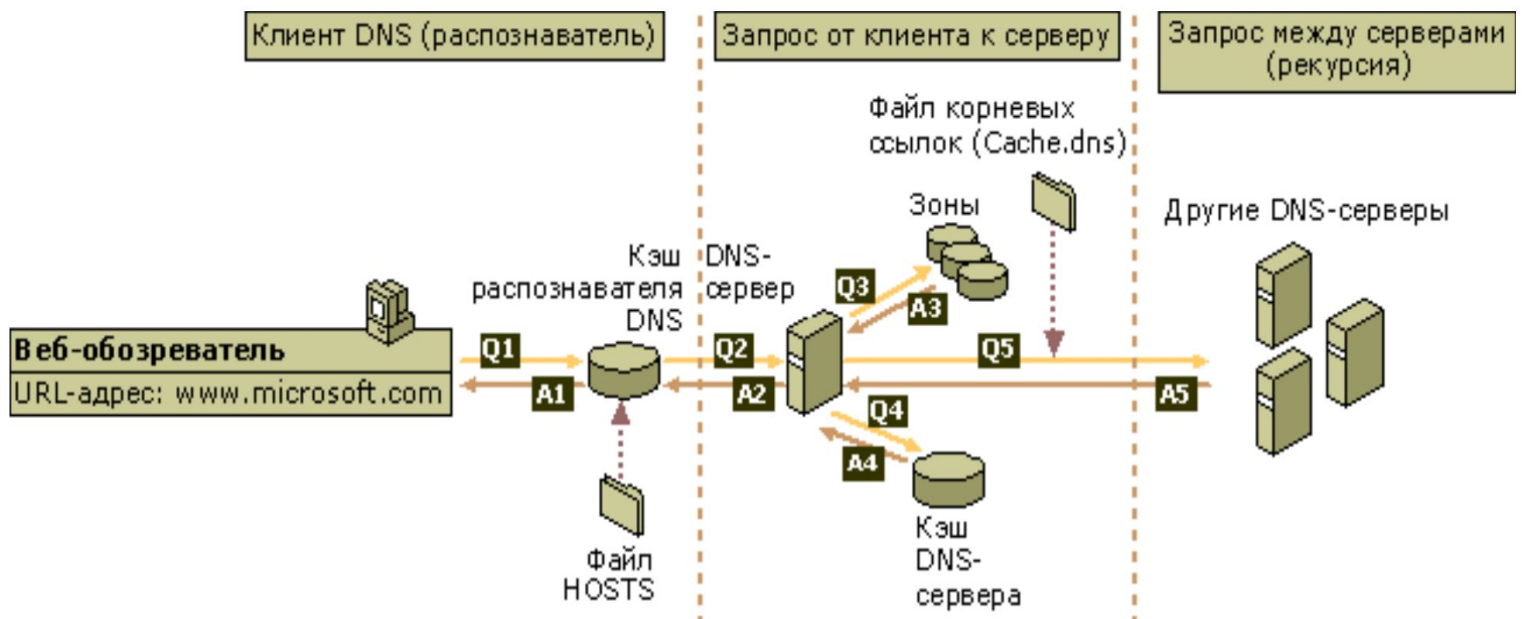 Клиент DNS (распознаватель)
Запрос от клиента к серверу
Запрос между серверами
(рекурсия)
Файл корневых
ссылок (Cache.dns)
Зоны
Другие DNS-серверы
Кэш
распознавателя
DNS
DNS-
сервер
Q3
A3
Веб-обозреватель
URL-адрес: www.microsoft.com
Q1
A1
Q2
A2
Q5
A5
Q4
A4
Файл
HOSTS
Кэш
DNS-
сервера